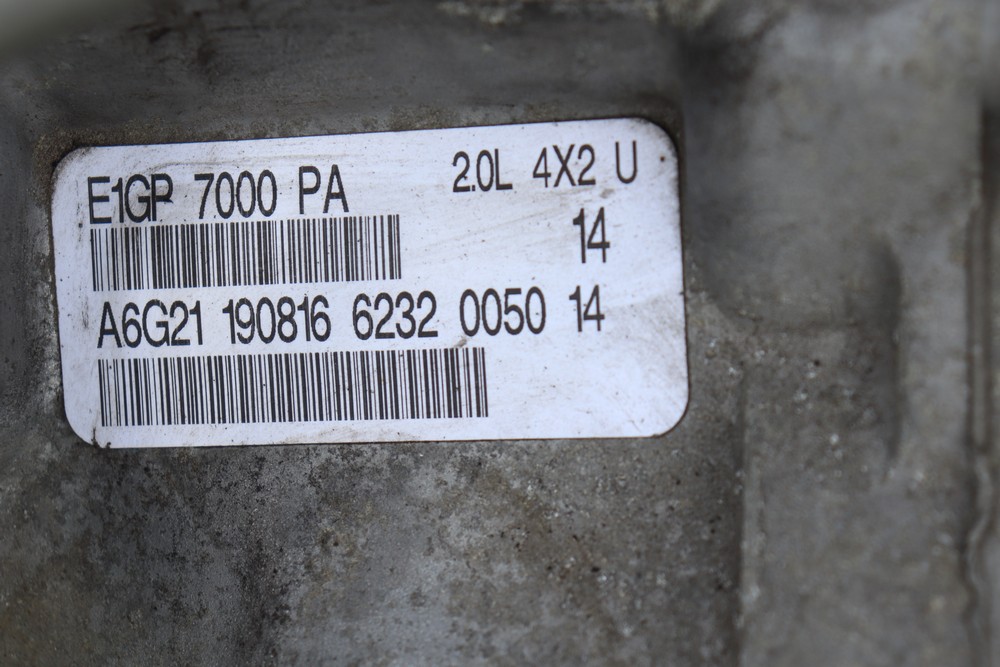 E1GP 7000 PA 2.0L 4X2 U
14
A6G21 190816 6232 0050 14